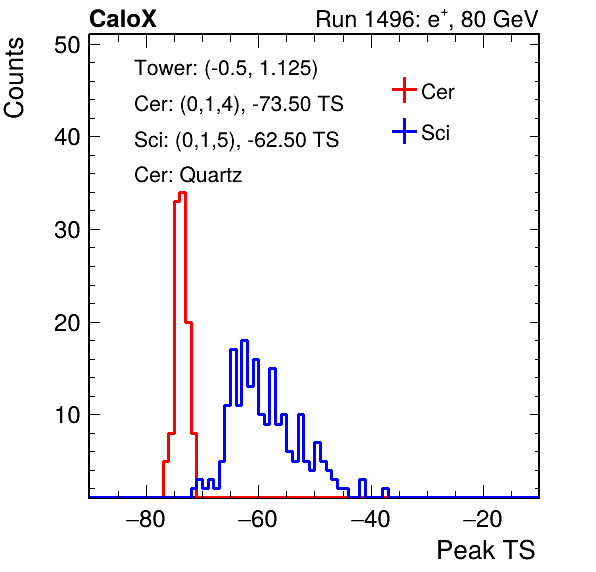 CaloX Run 1496: e+, 80 GeV
Counts
50
40
30
20
10
Tower: (-0.5, 1.125)
Cer: (0,1,4), -73.50 TS
Sci: (0,1,5), -62.50 TS
Cer: Quartz
Cer
Sci
−80 −60 −40 −20
Peak TS